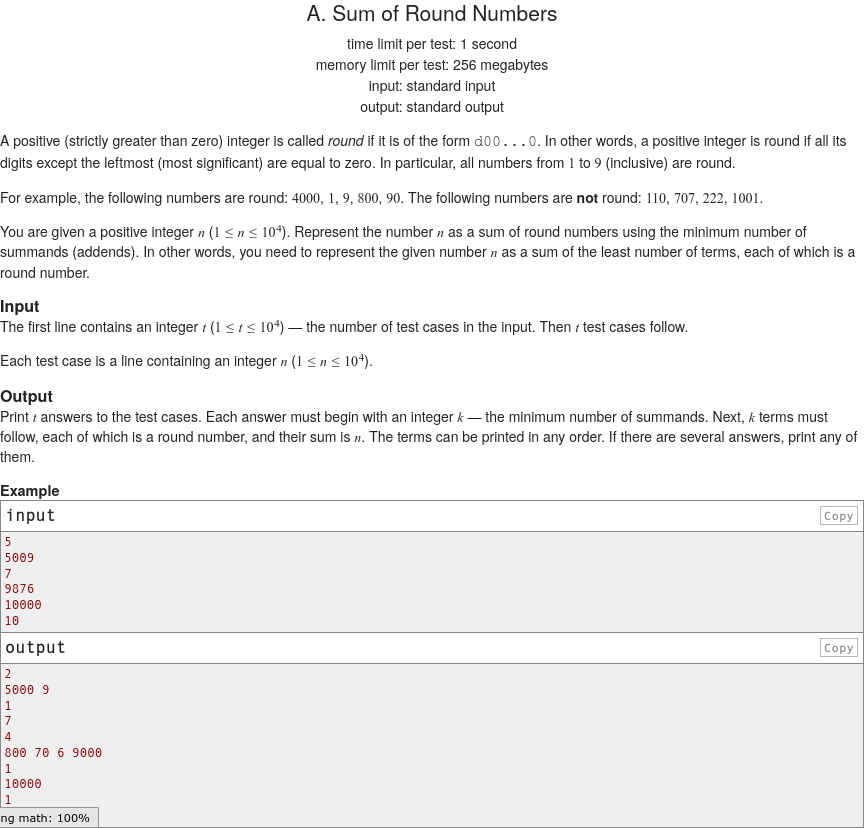 A. Sum of Round Numbers
time limit per test: 1 second
memory limit per test: 256 megabytes
input: standard input
output: standard output
A positive (strictly greater than zero) integer is called round if it is of the form d00...0. In other words, a positive integer is round if all its
digits except the leftmost (most significant) are equal to zero. In particular, all numbers from 1 to 9 (inclusive) are round.
For example, the following numbers are round: 4000, 1, 9, 800, 90. The following numbers are not round: 110, 707, 222, 1001.
You are given a positive integer n (1 ≤ n ≤ 10⁴). Represent the number n as a sum of round numbers using the minimum number of
summands (addends). In other words, you need to represent the given number n as a sum of the least number of terms, each of which is a
round number.
Input
The first line contains an integer t (1 ≤ t ≤ 10⁴) — the number of test cases in the input. Then t test cases follow.
Each test case is a line containing an integer n (1 ≤ n ≤ 10⁴).
Output
Print t answers to the test cases. Each answer must begin with an integer k — the minimum number of summands. Next, k terms must
follow, each of which is a round number, and their sum is n. The terms can be printed in any order. If there are several answers, print any of
them.
Example
input Copy
5
5009
7
9876
10000
10
output Copy
2
5000 9
1
7
4
800 70 6 9000
1
10000
1
ng math: 100%